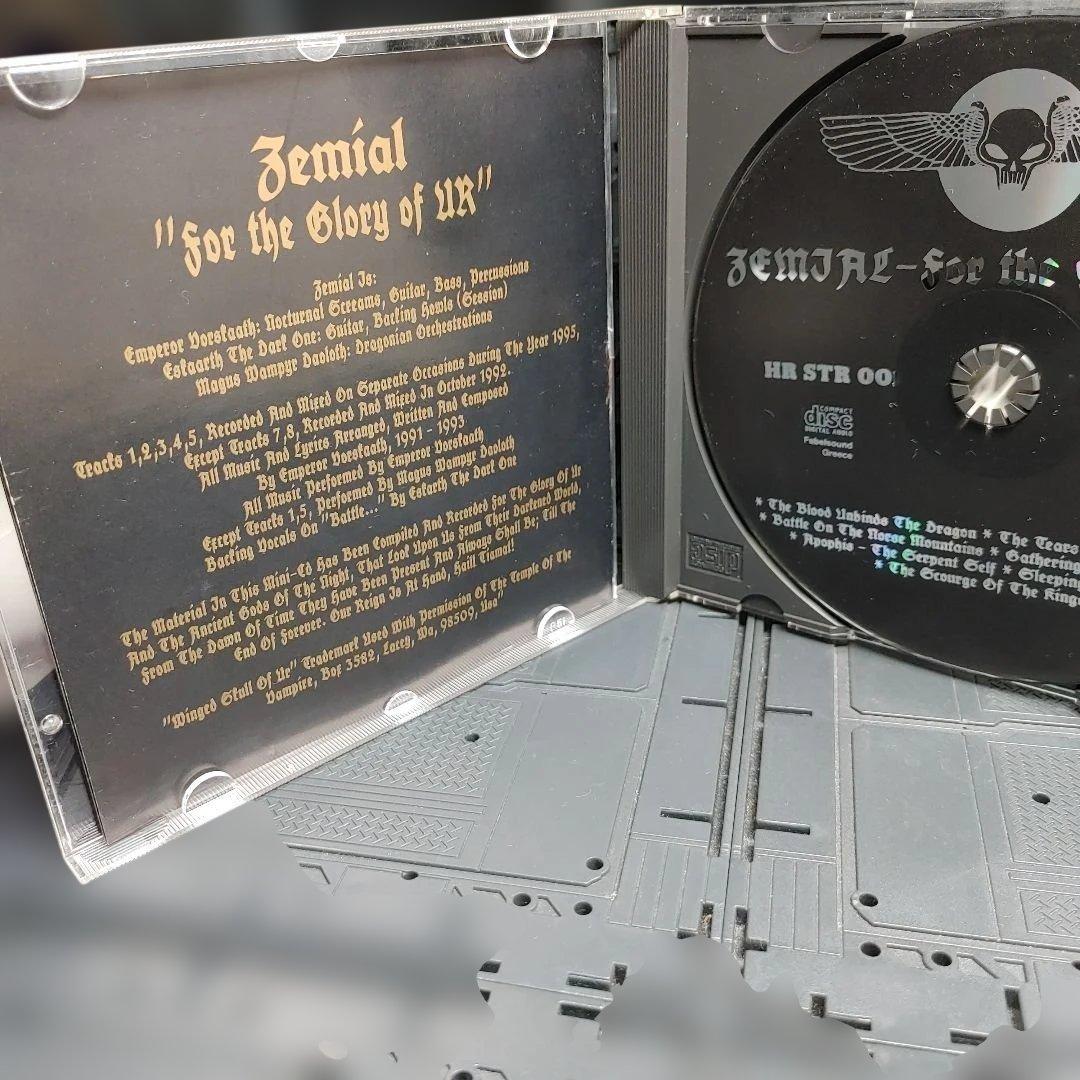 Zemial
"For the Glory of UR"
Zemial Is:
Emperor Vorskaath: Nocturnal Screams, Guitar, Bass, Percussions
Eskaarth The Dark One: Guitar, Backing Howls (Session)
Magus Wampyr Daoloth: Dragonian Orchestrations
Tracks 1,2,3,4,5, Recorded And Mixed On Separate Occasions During The Year 1995,
Except Tracks 7,8, Recorded And Mixed In October 1992.
All Music And Lyrics Arranged, Written And Composed
By Emperor Vorskaath, 1991 - 1993
All Music Performed By Emperor Vorskaath
Except Tracks 1,5, Performed By Magus Wampyr Daoloth
Backing Vocals On "Battle..." By Eskarth The Dark One
The Material In This Mini-Cd Has Been Compiled And Recorded For The Glory Of Ur
And The Ancient Gods Of The Night, That Look Upon Us From Their Darkened World,
From The Dawn Of Time They Have Been Present And Always Shall Be; Till The
End Of Forever. Our Reign Is At Hand, Haill Tiamat!
"Winged Skull Of Ur" Trademark Used With Permission Of The Temple Of The
Vampire, Box 3582, Lacey, Wa, 98509, Usa"
ZEMIAL - For the
HR STR 00
COMPACT
disc
DIGITAL AUDIO
Fabelsound
Greece
* The Blood Unbinds The Dragon * The Tears
* Battle On The Norse Mountains * Gathering
* Apophis - The Serpent Self * Sleeping
* The Scourge Of The King